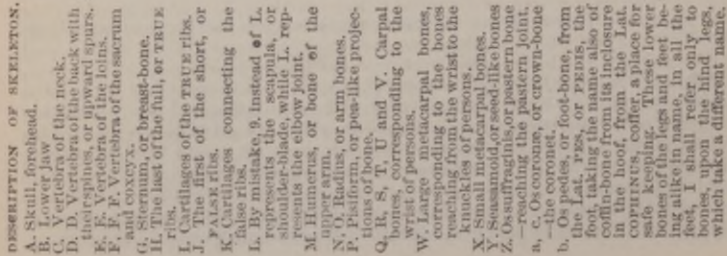 DESCRIPTION OF SKELETON.
A. Skull, forehead.
B. Lower jaw
C. Vertebra of the neck.
D. D. Vertebra of the back with
their spines, or upward spurs.
E. E. Vertebra of the loins.
F. F. F. Vertebra of the sacrum
and coxcyx.
G. Sternum, or breast-bone.
H. The last of the full, or TRUE
ribs.
I. Cartilages of the TRUE ribs.
J. The first of the short, or
FALSE ribs.
K. Cartilages connecting the
false ribs.
L. By mistake, 9. instead of L.
represents the scapula, or
shoulder-blade, while L. rep-
resents the elbow joint.
M. Humerus, or bone of the
upper arm.
N, O. Radius, or arm bones.
P. Pisiform, or pea-like projec-
tions of bone.
Q, R, S, T, U and V. Carpal
bones, corresponding to the
wrist of persons.
W. Large metacarpal bones,
corresponding to the bones
reaching from the wrist to the
knuckles of persons.
X. Small metacarpal bones.
Y. Seusamoid, or seed-like bones
Z. Os suffragilis, or pastern bone
—reaching the pastern joint.
a, c. Os corone, or crown-bone
—the coronet.
b. Os pedes, or foot-bone, from
the Lat. PES, or PEDIS, the
foot, taking the name also of
coffin-bone from its inclosure
in the hoof, from the Lat.
COPHINUS, coffer, a place for
safe keeping. These lower
bones of the legs and feet be-
ing alike in name, in all the
feet, I shall refer only to
bones, upon the hind legs,
which have a different name.